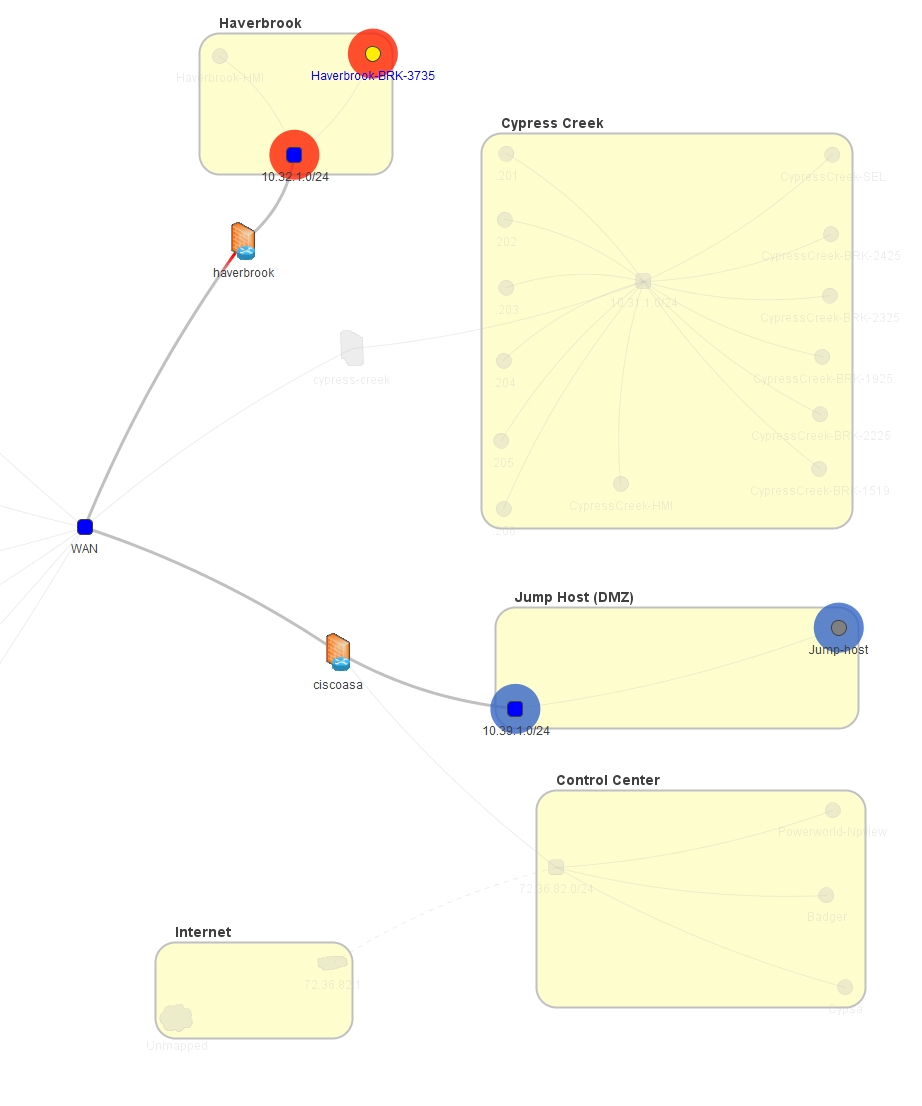 Haverbrook
Haverbrook-HMI
Haverbrook-BRK-3735
10.32.1.0/24
haverbrook
Cypress Creek
.201
CypressCreek-SEL
202
CypressCreek-BRK-2425
10.31.1.0/24
.203
CypressCreek-BRK-2325
cypress-creek
204
CypressCreek-BRK-1925
CypressCreek-BRK-2225
205
CypressCreek-BRK-1519
CypressCreek-HMI
.206
WAN
Jump Host (DMZ)
Jump-host
ciscoasa
10.39.1.0/24
Control Center
Powerworld-Npview
72.36.82.0/24
Badger
Internet
72.36.82.1
Cypsa
Unmapped